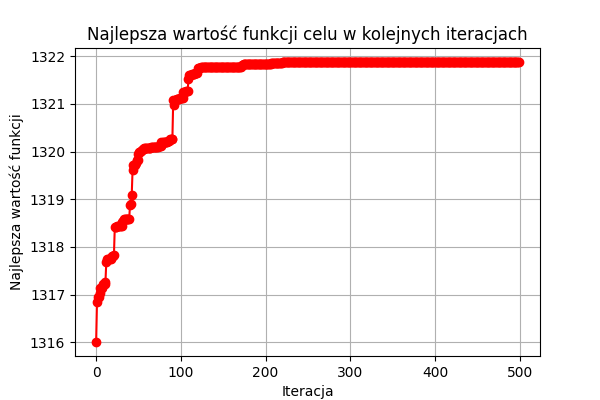 Najlepsza wartość funkcji celu w kolejnych iteracjach
Najlepsza wartość funkcji
1322
1321
1320
1319
1318
1317
1316
0 100 200 300 400 500
Iteracja